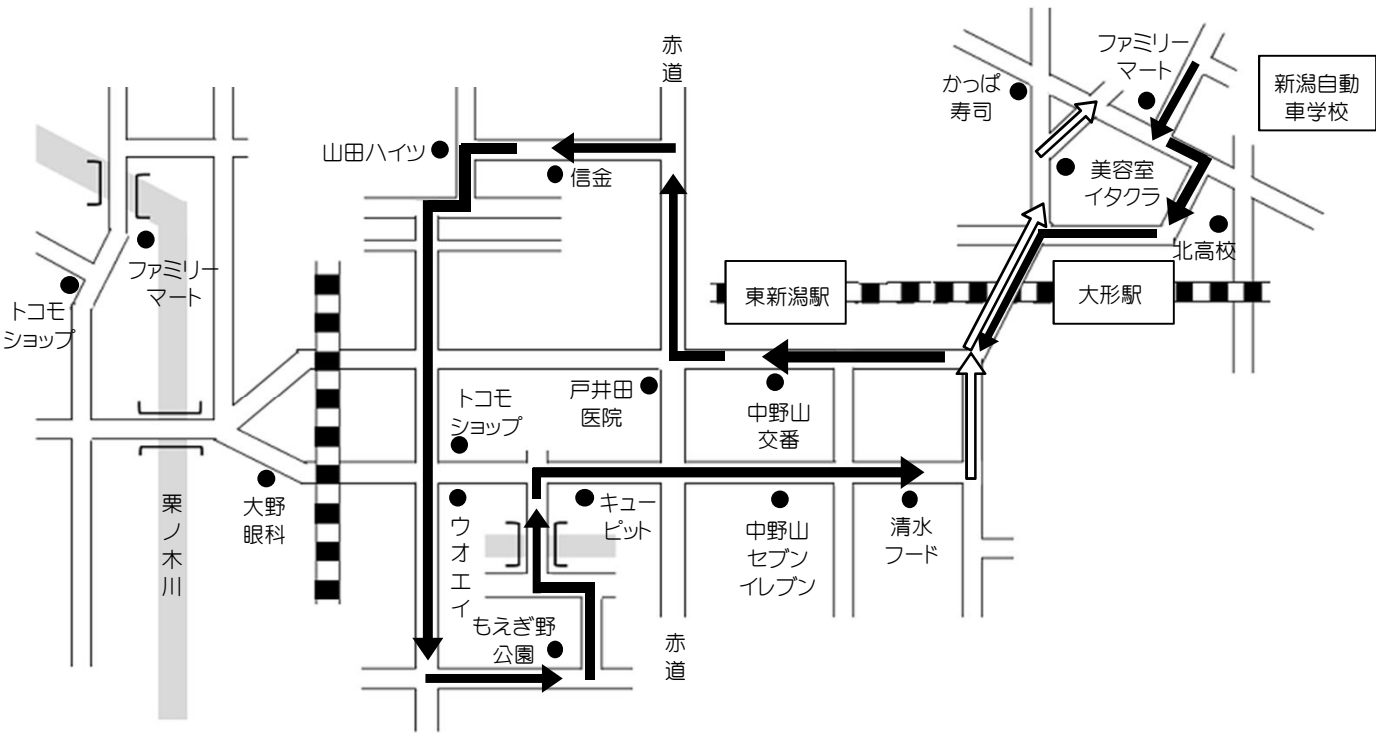 赤道
ファミリー
マート
かっぱ
寿司
新潟自動
車学校
山田ハイツ
信金
美容室
イタクラ
北高校
ファミリー
マート
トコモ
ショップ
東新潟駅
大形駅
トコモ
ショップ
戸井田
医院
中野山
交番
栗ノ木川
大野
眼科
ウオエイ
キュー
ピット
中野山
セブン
イレブン
清水
フード
もえぎ野
公園
赤道